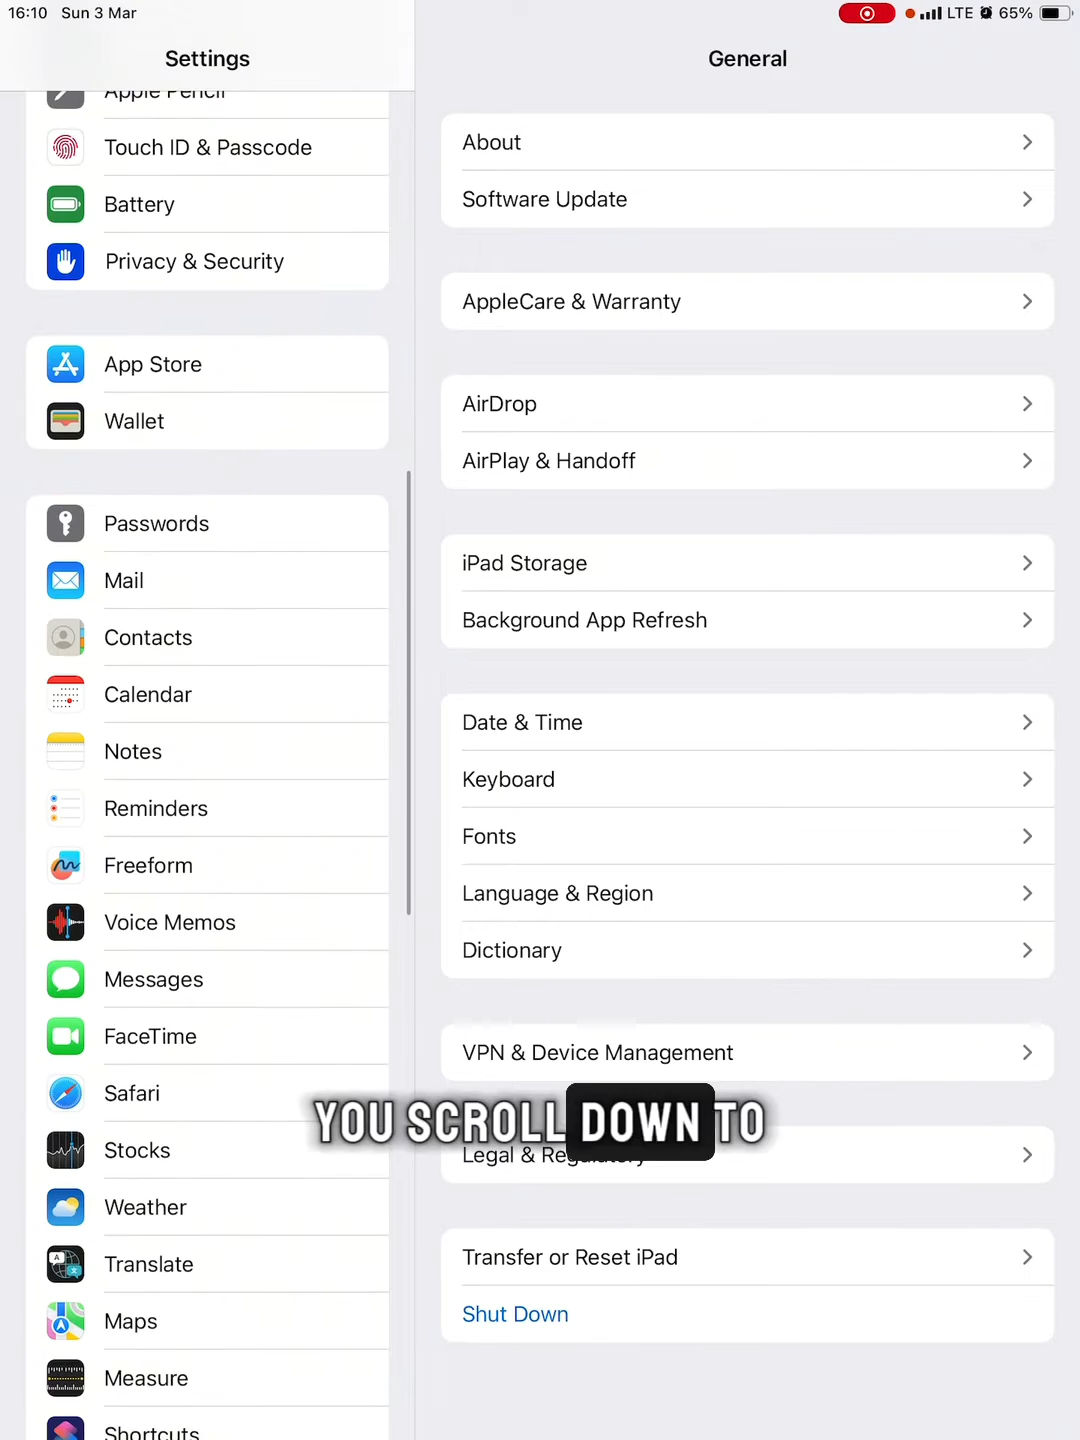 16:10 Sun 3 Mar
LTE 65%
Settings
General
Apple Pencil
Touch ID & Passcode
Battery
Privacy & Security
App Store
Wallet
Passwords
Mail
Contacts
Calendar
Notes
Reminders
Freeform
Voice Memos
Messages
FaceTime
Safari
Stocks
Weather
Translate
Maps
Measure
Shortcuts
About
Software Update
AppleCare & Warranty
AirDrop
AirPlay & Handoff
iPad Storage
Background App Refresh
Date & Time
Keyboard
Fonts
Language & Region
Dictionary
VPN & Device Management
YOU SCROLL DOWN TO
Legal & Regulatory
Transfer or Reset iPad
Shut Down